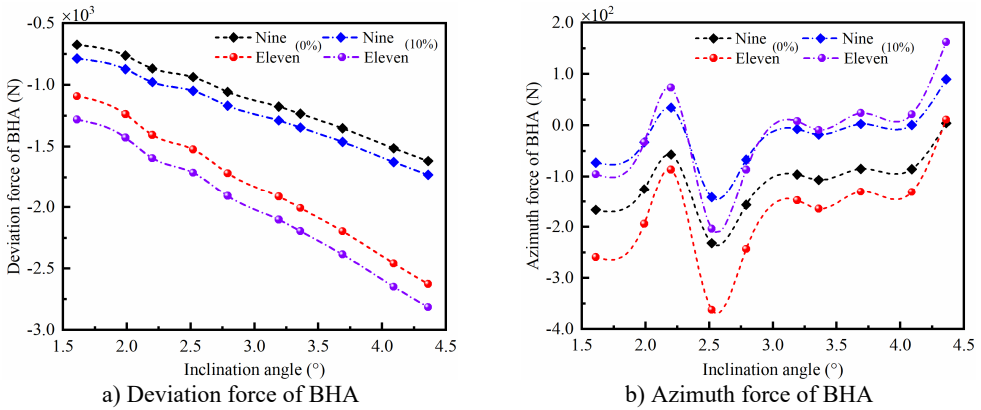 ×10³
-0.5
-1.0
-1.5
-2.0
-2.5
-3.0
Deviation force of BHA (N)
Nine (0%) Nine (10%)
Eleven Eleven
1.5 2.0 2.5 3.0 3.5 4.0 4.5
Inclination angle (°)
a) Deviation force of BHA
×10²
2.0
1.0
0.0
-1.0
-2.0
-3.0
-4.0
Azimuth force of BHA (N)
Nine (0%) Nine (10%)
Eleven Eleven
1.5 2.0 2.5 3.0 3.5 4.0 4.5
Inclination angle (°)
b) Azimuth force of BHA